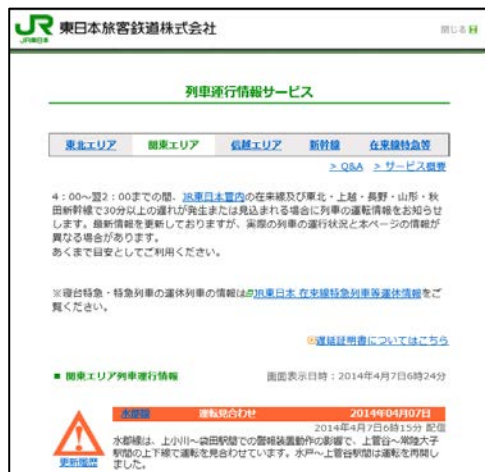 JR 東日本旅客鉄道株式会社
JR東日本
閉じる
列車運行情報サービス
東北エリア 関東エリア 信越エリア 新幹線 在来線特急等
> Q&A > サービス概要
4:00~翌2:00までの間、JR東日本管内の在来線及び東北・上越・長野・山形・秋
田新幹線で30分以上の遅れが発生または見込まれる場合に列車の運転情報をお知らせ
します。最新情報を更新しておりますが、実際の列車の運行状況と本ページの情報が
異なる場合があります。
あくまで目安としてご利用ください。
※寝台特急・特急列車の運休列車の情報はJR東日本 在来線特急列車等運休情報をご
覧ください。
遅延証明書についてはこちら
■ 関東エリア列車運行情報 画面表示日時:2014年4月7日6時24分
水郡線 運転見合わせ 2014年04月07日
2014年4月7日6時15分 配信
水郡線は、上小川~袋田駅間での警報装置動作の影響で、上菅谷~常陸大子
駅間の上下線で運転を見合わせています。水戸~上菅谷駅間は運転を再開し
ました。
更新履歴